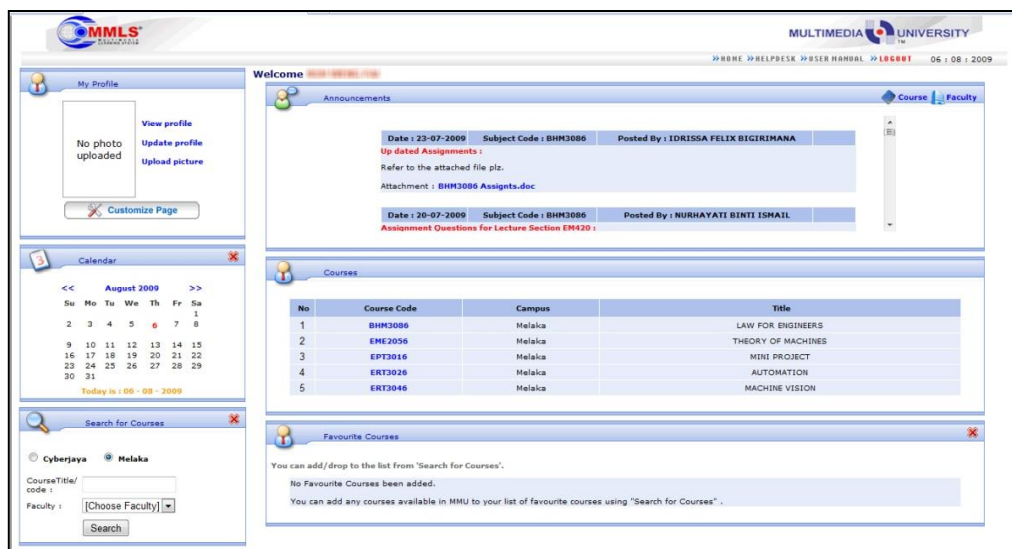 MMLS
MULTIMEDIA
LEARNING SYSTEM
MULTIMEDIA UNIVERSITY
TM
HOME HELPDESK USER MANUAL LOGOUT 06 : 08 : 2009
Welcome
My Profile
No photo uploaded
View profile
Update profile
Upload picture
Customize Page
Announcements
Course Faculty
Date : 23-07-2009 Subject Code : BHM3086 Posted By : IDRISSA FELIX BIGIRIMANA
Up dated Assignments :
Refer to the attached file plz.
Attachment : BHM3086 Assignts.doc
Date : 20-07-2009 Subject Code : BHM3086 Posted By : NURHAYATI BINTI ISMAIL
Assignment Questions for Lecture Section EM420 :
3
Calendar
<< August 2009 >>
Su Mo Tu We Th Fr Sa
1
2 3 4 5 6 7 8
9 10 11 12 13 14 15
16 17 18 19 20 21 22
23 24 25 26 27 28 29
30 31
Today is : 06 - 08 - 2009
Courses
No Course Code Campus Title
1 BHM3086 Melaka LAW FOR ENGINEERS
2 EME2056 Melaka THEORY OF MACHINES
3 EPT3016 Melaka MINI PROJECT
4 ERT3026 Melaka AUTOMATION
5 ERT3046 Melaka MACHINE VISION
Search for Courses
Cyberjaya Melaka
CourseTitle/
code :
Faculty : [Choose Faculty]
Search
Favourite Courses
You can add/drop to the list from 'Search for Courses'.
No Favourite Courses been added.
You can add any courses available in MMU to your list of favourite courses using "Search for Courses" .